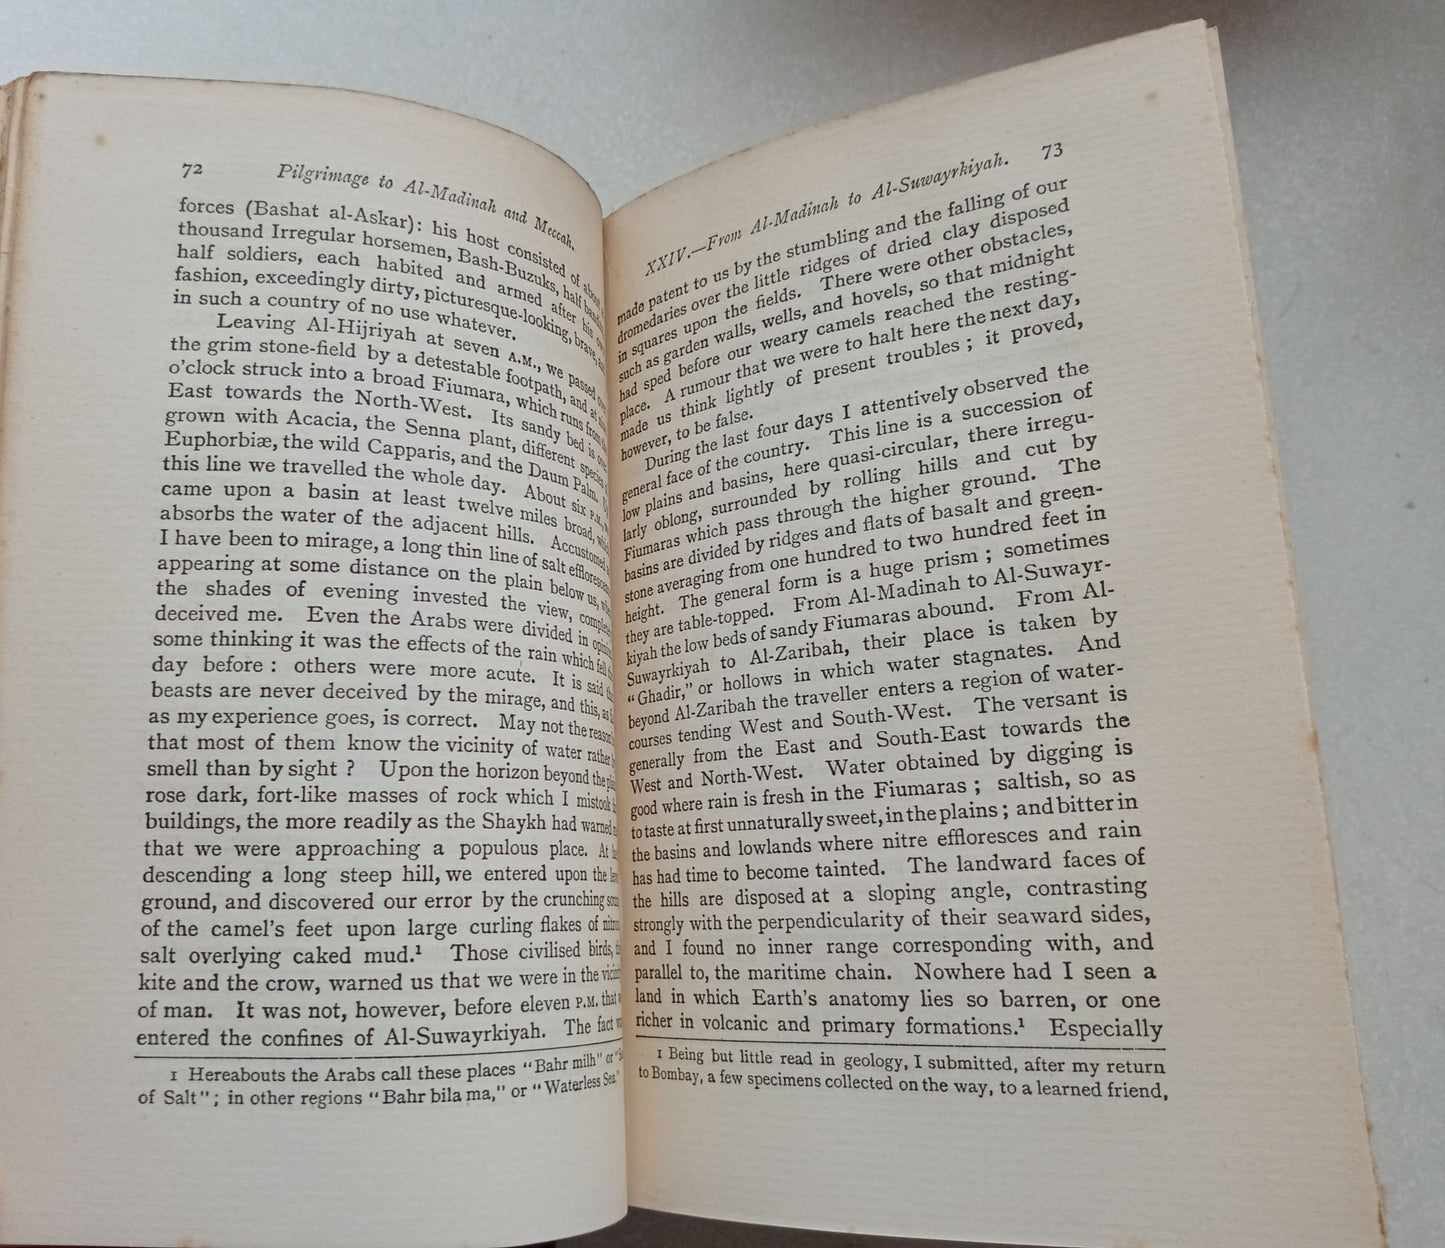 72 Pilgrimage to Al-Madinah and Meccah.
forces (Bashat al-Askar): his host consisted of about
thousand Irregular horsemen, Bash-Buzuks, half
half soldiers, each habited and armed after his
fashion, exceedingly dirty, picturesque-looking, brave,
in such a country of no use whatever.
Leaving Al-Hijriyah at seven A.M., we passed
the grim stone-field by a detestable footpath, and at
o'clock struck into a broad Fiumara, which runs from
East towards the North-West. Its sandy bed is
grown with Acacia, the Senna plant, different species
Euphorbiæ, the wild Capparis, and the Daum Palm.
this line we travelled the whole day. About six P.M.,
came upon a basin at least twelve miles broad,
absorbs the water of the adjacent hills. Accustomed
I have been to mirage, a long thin line of salt
appearing at some distance on the plain below us,
the shades of evening invested the view,
deceived me. Even the Arabs were divided in
some thinking it was the effects of the rain which fell
day before: others were more acute. It is said
beasts are never deceived by the mirage, and this, as
as my experience goes, is correct. May not the reason
that most of them know the vicinity of water rather
smell than by sight? Upon the horizon beyond the
rose dark, fort-like masses of rock which I mistook
buildings, the more readily as the Shaykh had warned
that we were approaching a populous place. At
descending a long steep hill, we entered upon the
ground, and discovered our error by the crunching
of the camel's feet upon large curling flakes of
salt overlying caked mud.¹ Those civilised birds,
kite and the crow, warned us that we were in the
of man. It was not, however, before eleven P.M. that
entered the confines of Al-Suwayrkiyah. The fact
1 Hereabouts the Arabs call these places "Bahr milh" or
of Salt"; in other regions "Bahr bila ma," or "Waterless Sea."
XXIV.—From Al-Madinah to Al-Suwayrkiyah. 73
made patent to us by the stumbling and the falling of our
dromedaries over the little ridges of dried clay disposed
in squares upon the fields. There were other obstacles,
such as garden walls, wells, and hovels, so that midnight
had sped before our weary camels reached the resting-
place. A rumour that we were to halt here the next day,
made us think lightly of present troubles; it proved,
however, to be false.
During the last four days I attentively observed the
general face of the country. This line is a succession of
low plains and basins, here quasi-circular, there irregu-
larly oblong, surrounded by rolling hills and cut by
Fiumaras which pass through the higher ground. The
basins are divided by ridges and flats of basalt and green-
stone averaging from one hundred to two hundred feet in
height. The general form is a huge prism; sometimes
they are table-topped. From Al-Madinah to Al-Suwayr-
kiyah the low beds of sandy Fiumaras abound. From Al-
Suwayrkiyah to Al-Zaribah, their place is taken by
"Ghadir," or hollows in which water stagnates. And
beyond Al-Zaribah the traveller enters a region of water-
courses tending West and South-West. The versant is
generally from the East and South-East towards the
West and North-West. Water obtained by digging is
good where rain is fresh in the Fiumaras; saltish, so as
to taste at first unnaturally sweet, in the plains; and bitter in
the basins and lowlands where nitre effloresces and rain
has had time to become tainted. The landward faces of
the hills are disposed at a sloping angle, contrasting
strongly with the perpendicularity of their seaward sides,
and I found no inner range corresponding with, and
parallel to, the maritime chain. Nowhere had I seen a
land in which Earth's anatomy lies so barren, or one
richer in volcanic and primary formations.¹ Especially
1 Being but little read in geology, I submitted, after my return
to Bombay, a few specimens collected on the way, to a learned friend,